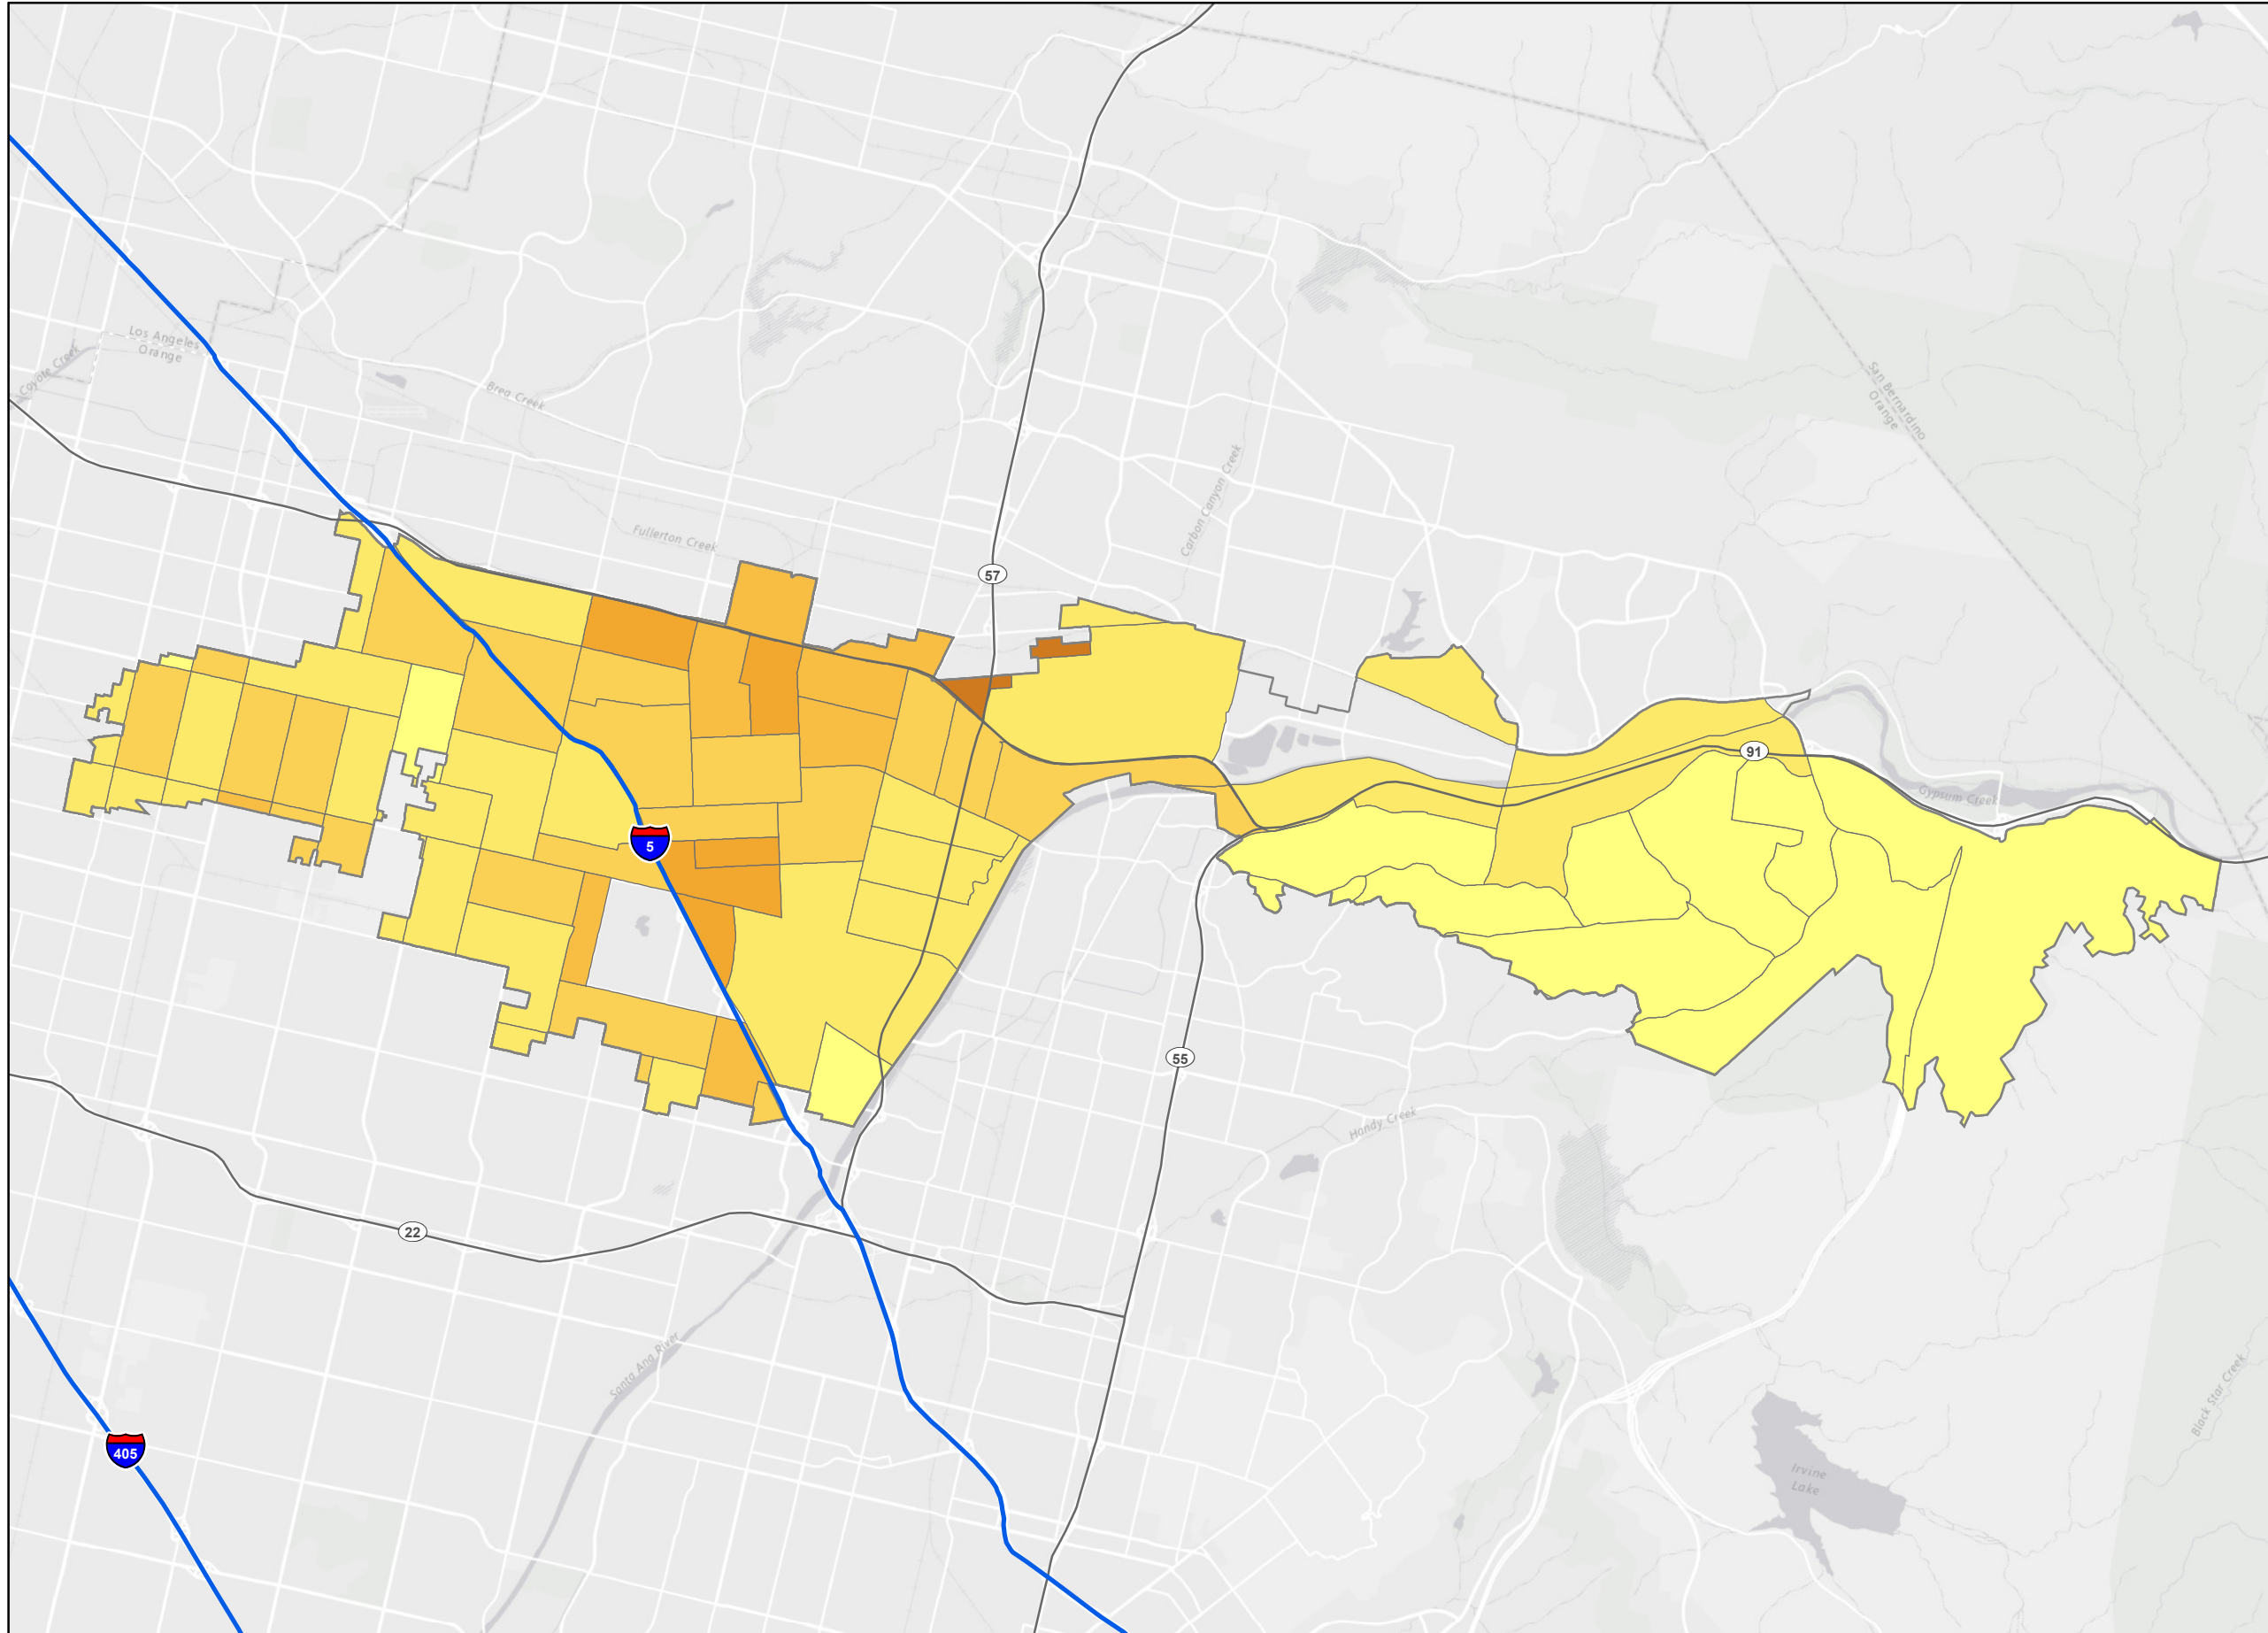 Los Angeles
Orange
Coyote Creek
Brea Creek
San Bernardino
Orange
Carbon Canyon Creek
Fullerton Creek
57
91
Gypsum Creek
5
55
Handy Creek
22
Santa Ana River
Black Star Creek
405
Irvine
Lake